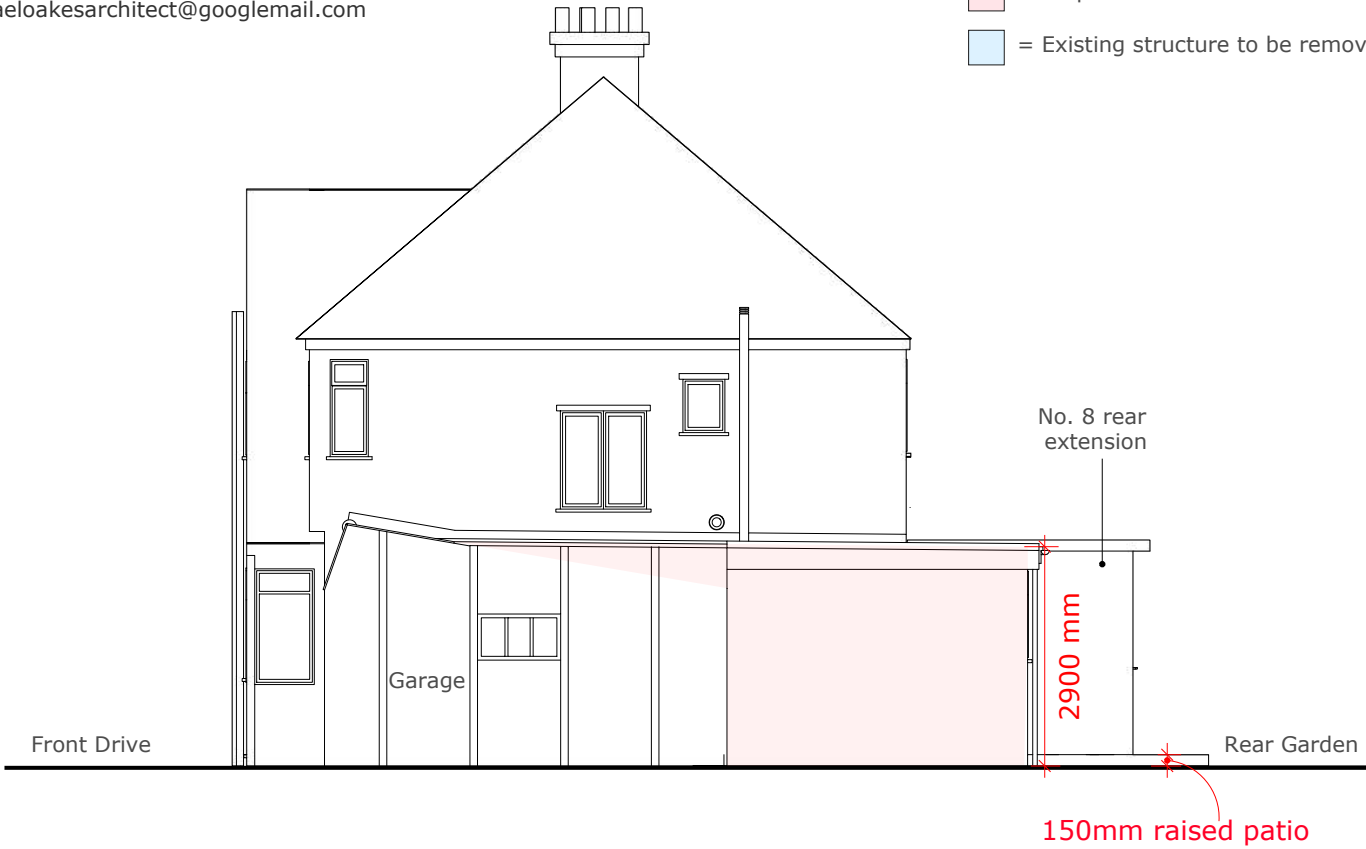 aeloakesarchitect@googlemail.com
= Existing structure to be remov
No. 8 rear
extension
2900 mm
Garage
Front Drive
Rear Garden
150mm raised patio